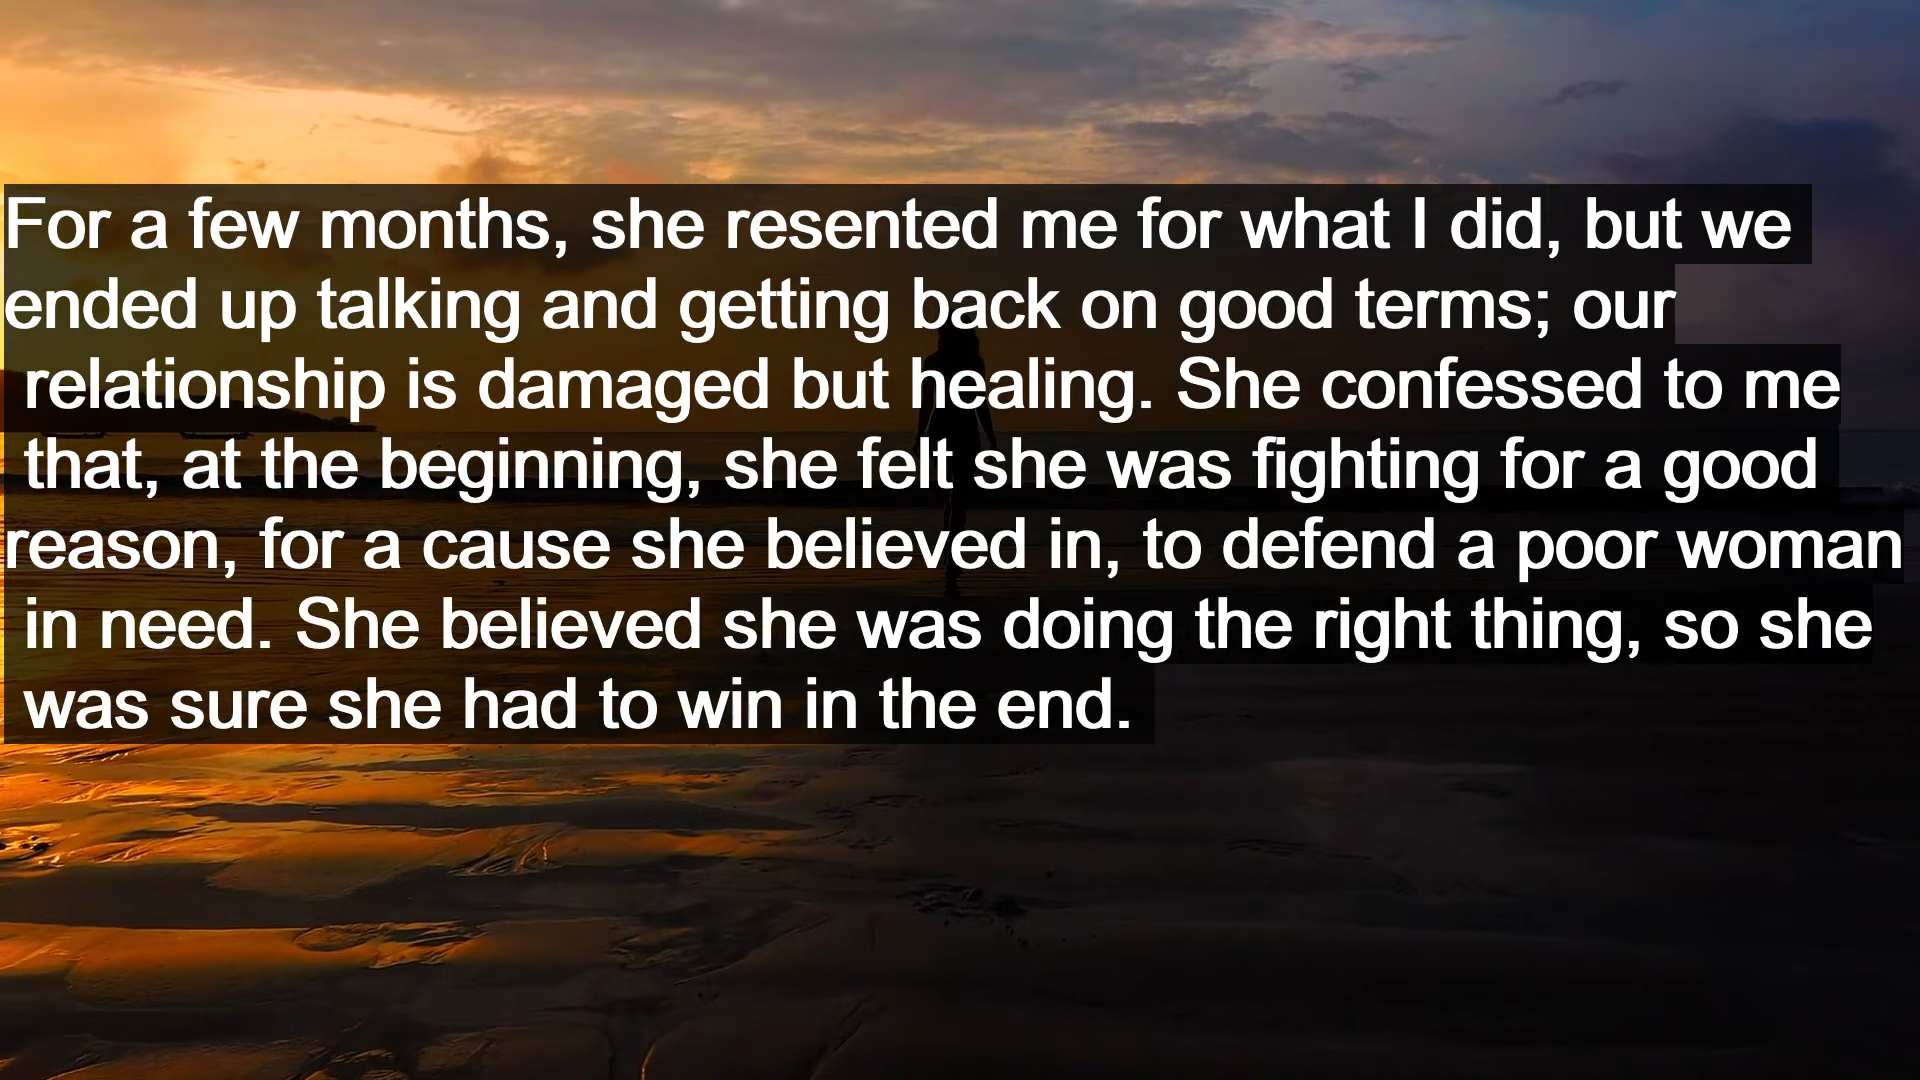 For a few months, she resented me for what I did, but we
ended up talking and getting back on good terms; our
relationship is damaged but healing. She confessed to me
that, at the beginning, she felt she was fighting for a good
reason, for a cause she believed in, to defend a poor woman
in need. She believed she was doing the right thing, so she
was sure she had to win in the end.